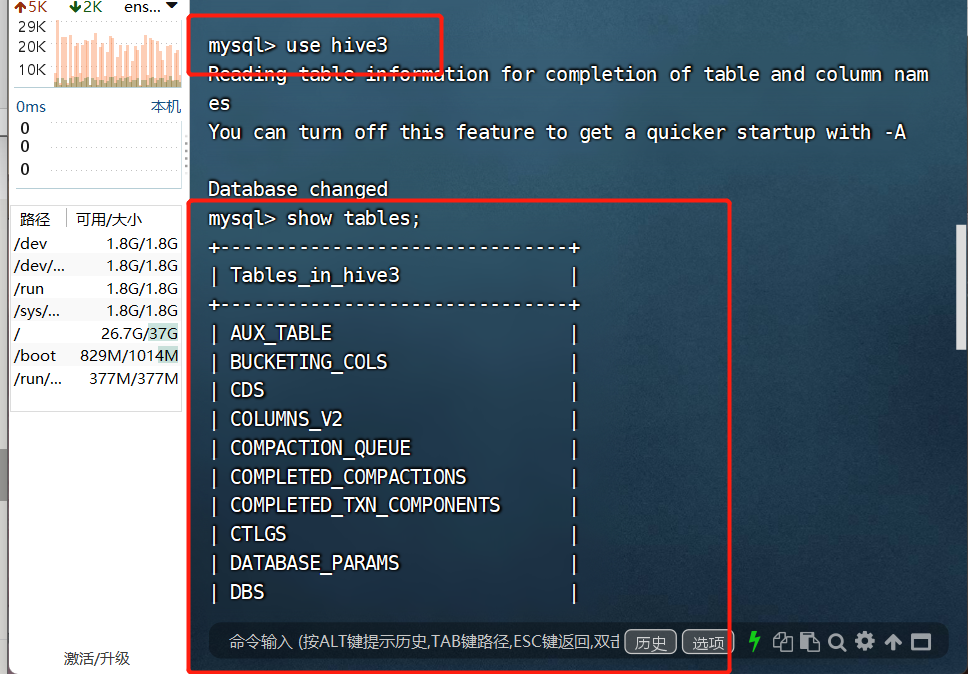 5K 2K ens...
29K
20K
10K
0ms 本机
0
0
0
路径 可用/大小
/dev 1.8G/1.8G
/dev/... 1.8G/1.8G
/run 1.8G/1.8G
/sys/... 1.8G/1.8G
/ 26.7G/37G
/boot 829M/1014M
/run/... 377M/377M
激活/升级
mysql> use hive3
Reading table information for completion of table and column nam
es
You can turn off this feature to get a quicker startup with -A
Database changed
mysql> show tables;
+-------------------------------+
| Tables_in_hive3 |
+-------------------------------+
| AUX_TABLE |
| BUCKETING_COLS |
| CDS |
| COLUMNS_V2 |
| COMPACTION_QUEUE |
| COMPLETED_COMPACTIONS |
| COMPLETED_TXN_COMPONENTS |
| CTLGS |
| DATABASE_PARAMS |
| DBS |
命令输入 (按ALT键提示历史,TAB键路径,ESC键返回,双击 历史 选项